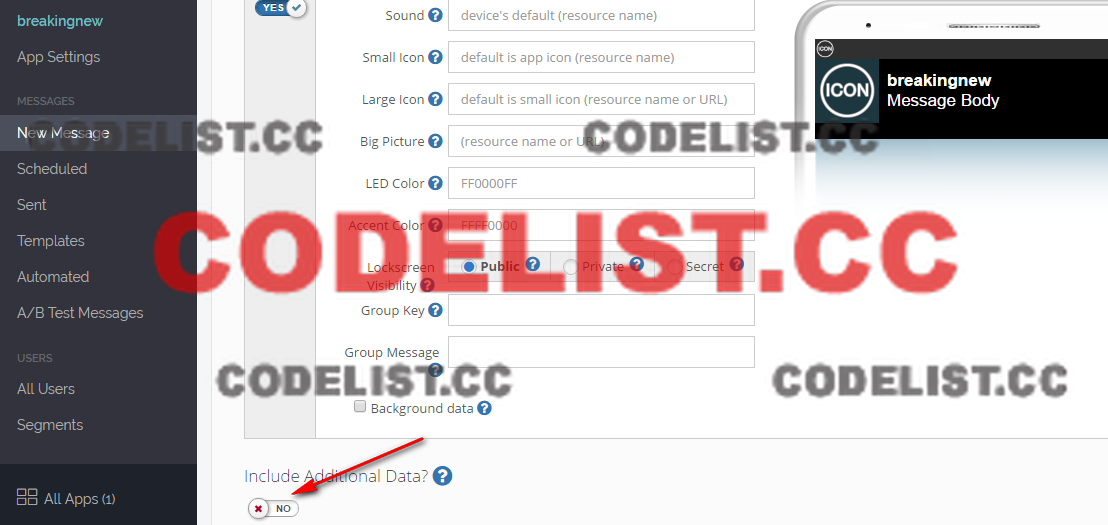 breakingnew
App Settings
MESSAGES
New Message
Scheduled
Sent
Templates
Automated
A/B Test Messages
USERS
All Users
Segments
All Apps (1)
YES
Sound ? device's default (resource name)
Small Icon ? default is app icon (resource name)
Large Icon ? default is small icon (resource name or URL)
Big Picture ? (resource name or URL)
LED Color ? FF0000FF
Accent Color ? FFFF0000
Lockscreen Visibility ? Public ? Private ? Secret ?
Group Key ?
Group Message ?
Background data ?
Include Additional Data? ?
NO
ICON
ICON
breakingnew
Message Body
CODELIST.CC
CODELIST.CC
CODELIST.CC
CODELIST.CC
CODELIST.CC